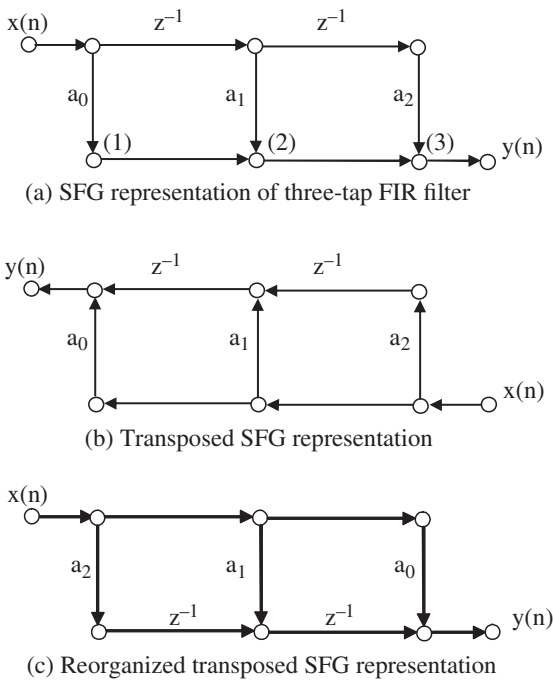 x(n) z⁻¹ z⁻¹
a₀ a₁ a₂
(1) (2) (3) y(n)
(a) SFG representation of three-tap FIR filter
y(n) z⁻¹ z⁻¹
a₀ a₁ a₂
x(n)
(b) Transposed SFG representation
x(n)
a₂ a₁ a₀
z⁻¹ z⁻¹ y(n)
(c) Reorganized transposed SFG representation